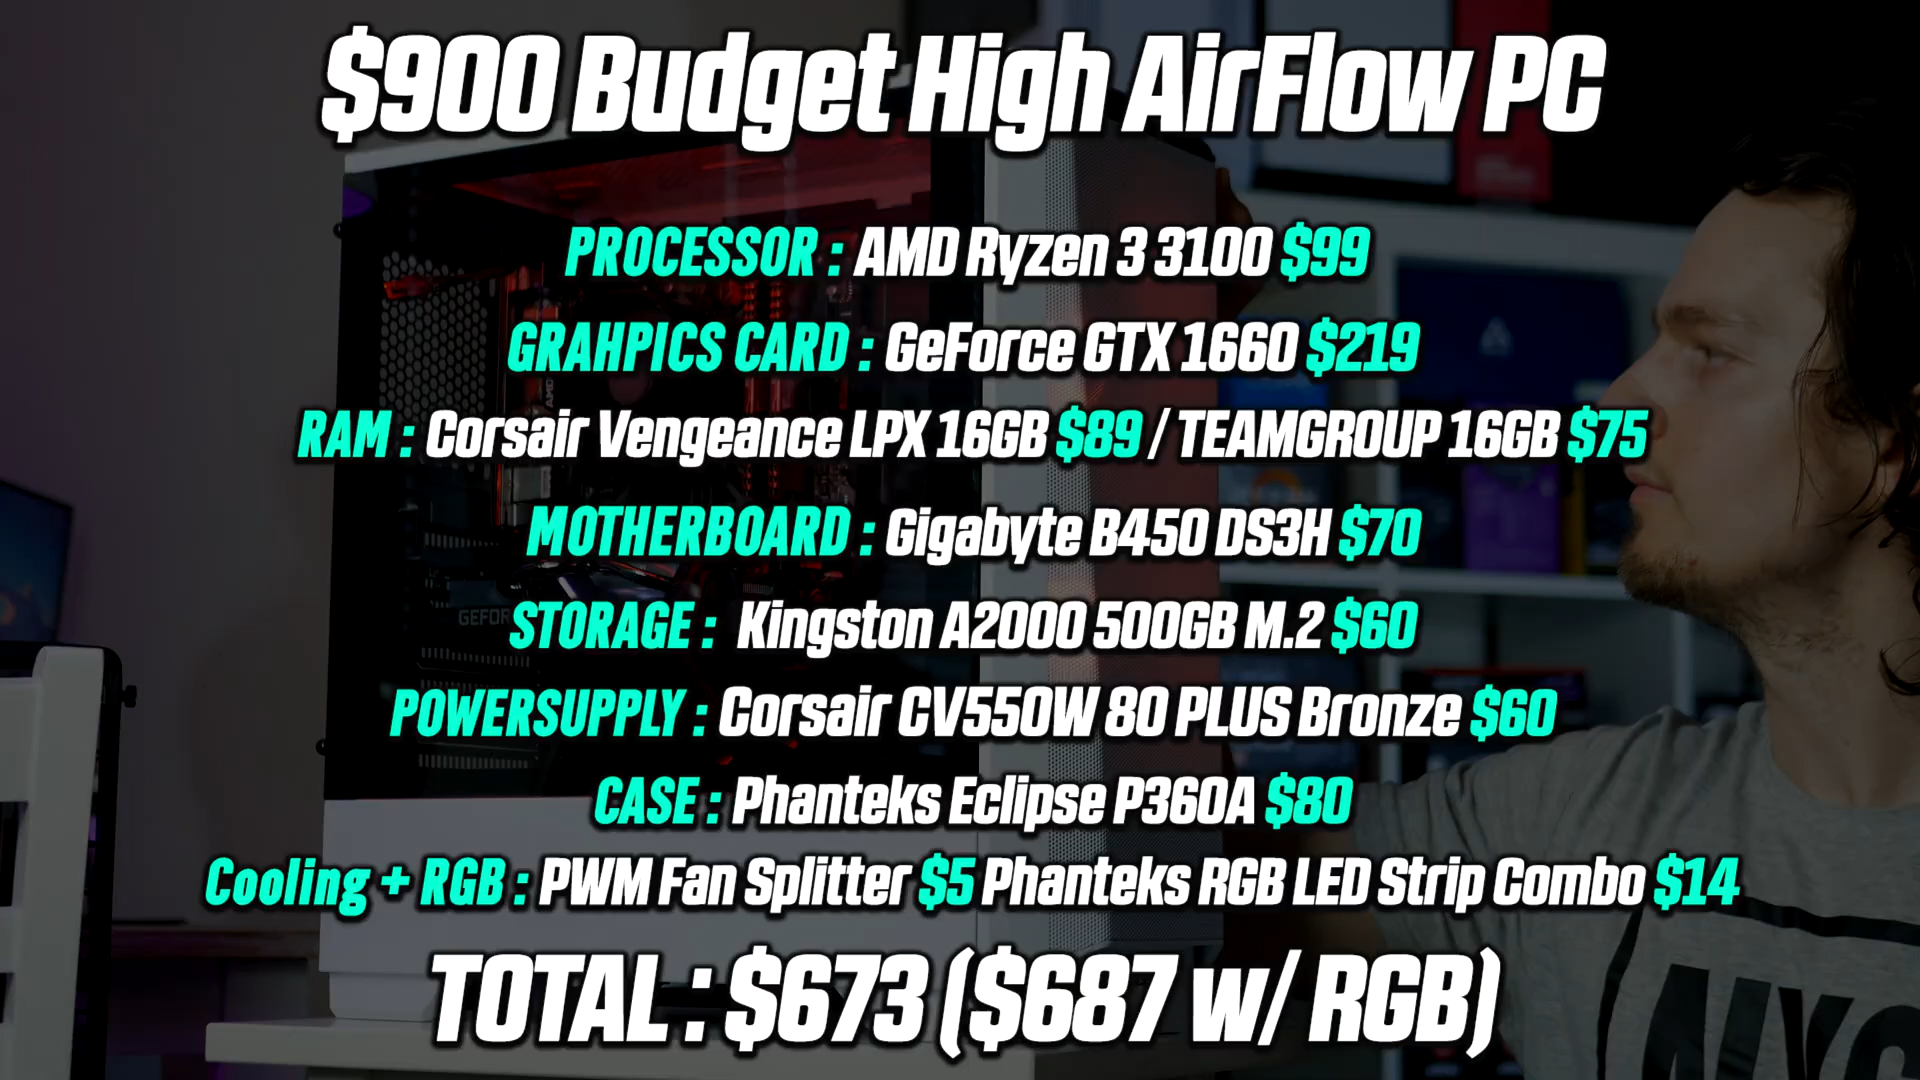 $900 Budget High AirFlow PC
PROCESSOR : AMD Ryzen 3 3100 $99
GRAHPICS CARD : GeForce GTX 1660 $219
RAM : Corsair Vengeance LPX 16GB $89 / TEAMGROUP 16GB $75
MOTHERBOARD : Gigabyte B450 DS3H $70
GEFOR
STORAGE : Kingston A2000 500GB M.2 $60
POWERSUPPLY : Corsair CV550W 80 PLUS Bronze $60
CASE : Phanteks Eclipse P360A $80
Cooling + RGB : PWM Fan Splitter $5 Phanteks RGB LED Strip Combo $14
TOTAL : $673 ($687 w/ RGB)